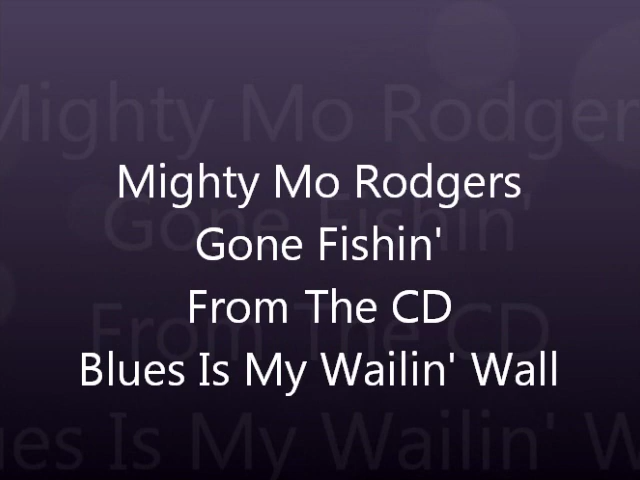 Mighty Mo Rodgers
Gone Fishin'
From The CD
Blues Is My Wailin' Wall